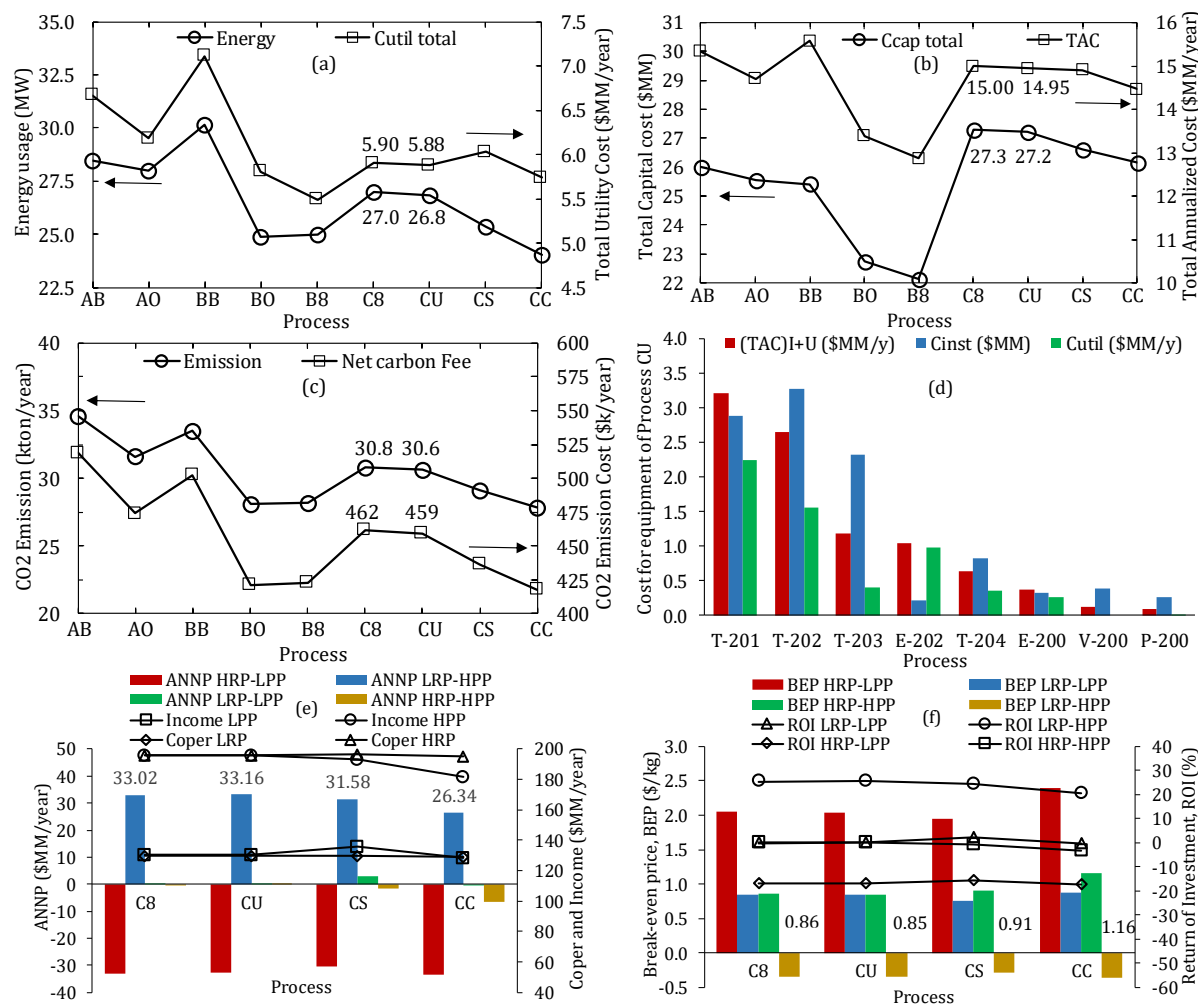 35.0
32.5
30.0
27.5
25.0
22.5
Energy usage (MW)
Energy
Cutil total
(a)
5.90 5.88
27.0 26.8
7.5
7.0
6.5
6.0
5.5
5.0
4.5
Total Utility Cost ($MM/year)
AB AO BB BO B8 C8 CU CS CC
Process
31
30
29
28
27
26
25
24
23
22
Total Capital cost ($MM)
Ccap total
TAC
(b)
15.00 14.95
27.3 27.2
16
15
14
13
12
11
10
Total Annualized Cost ($MM/year)
AB AO BB BO B8 C8 CU CS CC
Process
40
35
30
25
20
CO2 Emission (kton/year)
Emission
Net carbon Fee
(c)
30.8 30.6
462 459
600
575
550
525
500
475
450
425
400
CO2 Emission Cost ($k/year)
AB AO BB BO B8 C8 CU CS CC
Process
4.0
3.5
3.0
2.5
2.0
1.5
1.0
0.5
0.0
Cost for equipment of Process CU
(TAC)I+U ($MM/y) Cinst ($MM) Cutil ($MM/y)
(d)
T-201 T-202 T-203 E-202 T-204 E-200 V-200 P-200
Process
ANNP HRP-LPP ANNP LRP-HPP
ANNP LRP-LPP ANNP HRP-HPP
Income LPP Income HPP
Coper LRP Coper HRP
(e)
50
40
30
20
10
0
-10
-20
-30
-40
ANNP ($MM/year)
33.02 33.16 31.58 26.34
200
180
160
140
120
100
80
60
40
Coper and Income ($MM/year)
C8 CU CS CC
Process
BEP HRP-LPP BEP LRP-LPP
BEP HRP-HPP BEP LRP-HPP
ROI LRP-LPP ROI LRP-HPP
ROI HRP-LPP ROI HRP-HPP
(f)
3.0
2.5
2.0
1.5
1.0
0.5
0.0
-0.5
Break-even price, BEP ($/kg)
0.86 0.85 0.91 1.16
40
30
20
10
0
-10
-20
-30
-40
-50
-60
Return of Investment, ROI (%)
C8 CU CS CC
Process